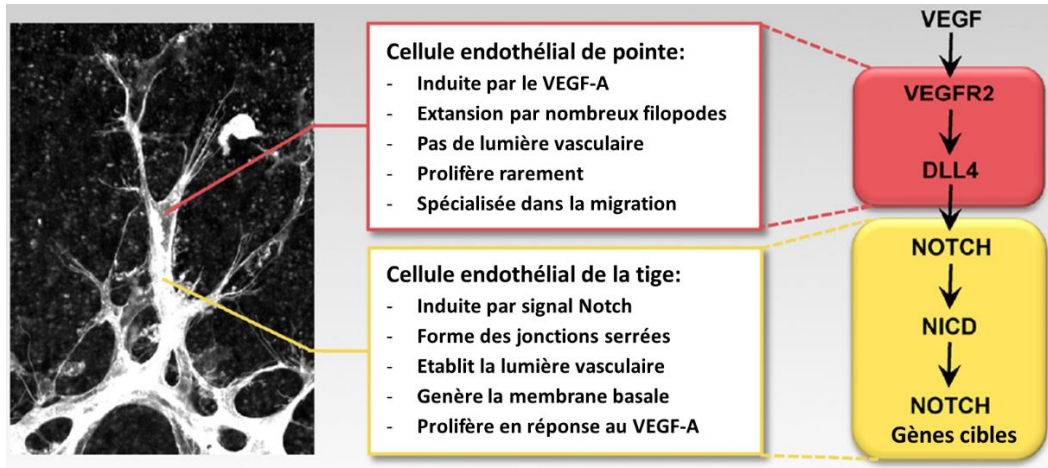 Cellule endothélial de pointe:
- Induite par le VEGF-A
- Extansion par nombreux filopodes
- Pas de lumière vasculaire
- Prolifère rarement
- Spécialisée dans la migration
Cellule endothélial de la tige:
- Induite par signal Notch
- Forme des jonctions serrées
- Etablit la lumière vasculaire
- Genère la membrane basale
- Prolifère en réponse au VEGF-A
VEGF
VEGFR2
DLL4
NOTCH
NICD
NOTCH
Gènes cibles